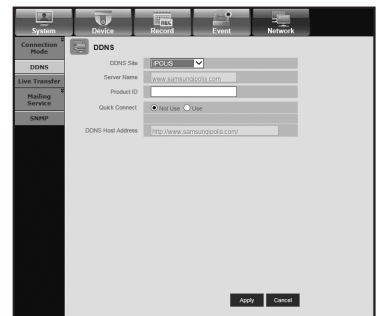 System Device Record Event Network
Connection Mode
DDNS
Live Transfer
Mailing Service
SNMP
DDNS
DDNS Site iPOLiS
Server Name www.samsungipolis.com
Product ID
Quick Connect Not Use Use
DDNS Host Address http://www.samsungipolis.com/
Apply Cancel